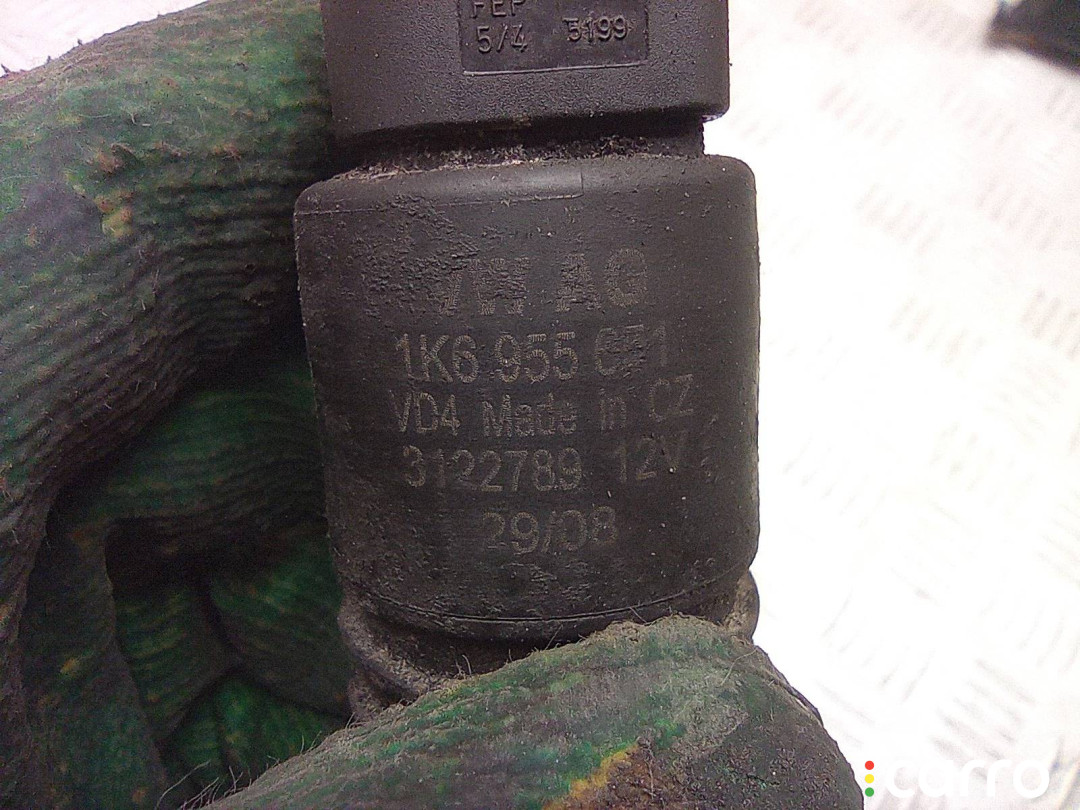 FEP
5/4 5199
VW AG
1K6 955 651
VD4 Made in CZ
3122789 12V
29/08
carro